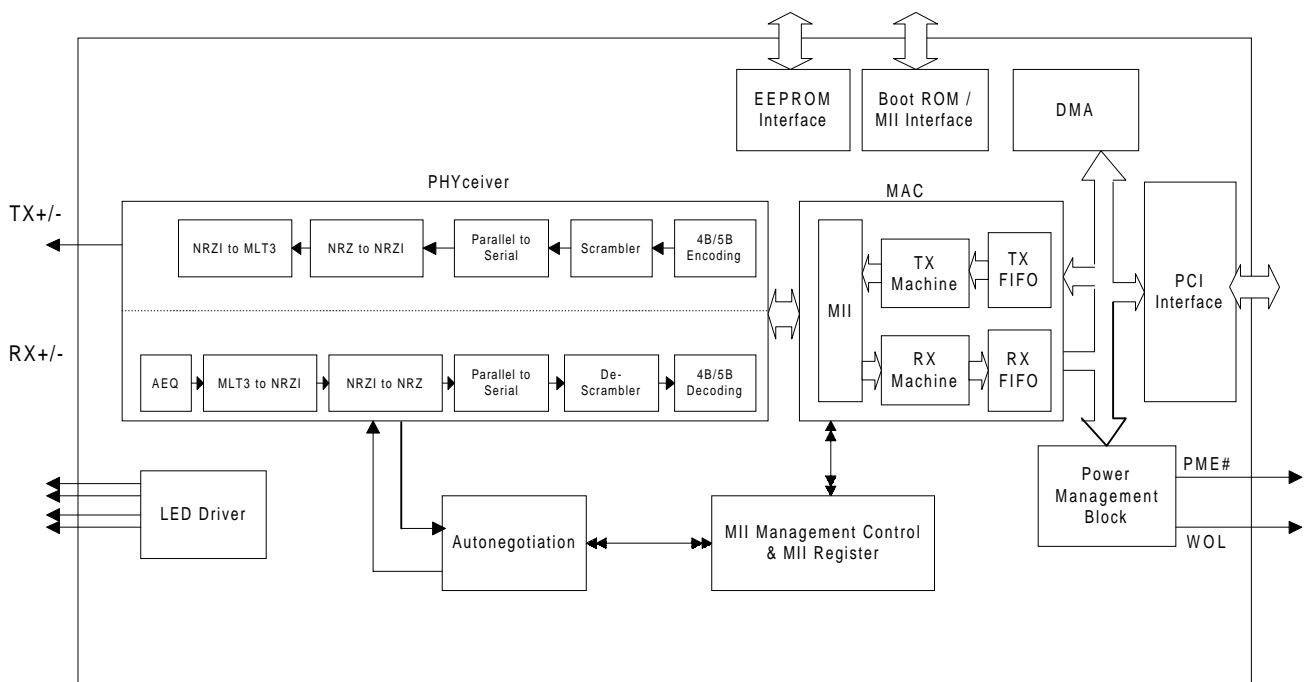 EEPROM
Interface
Boot ROM /
MII Interface
DMA
PHYceiver
MAC
TX+/-
NRZI to MLT3
NRZ to NRZI
Parallel to
Serial
Scrambler
4B/5B
Encoding
MII
TX
Machine
TX
FIFO
PCI
Interface
RX+/-
AEQ
MLT3 to NRZI
NRZI to NRZ
Parallel to
Serial
De-
Scrambler
4B/5B
Decoding
RX
Machine
RX
FIFO
LED Driver
Autonegotiation
MII Management Control
& MII Register
Power
Management
Block
PME#
WOL